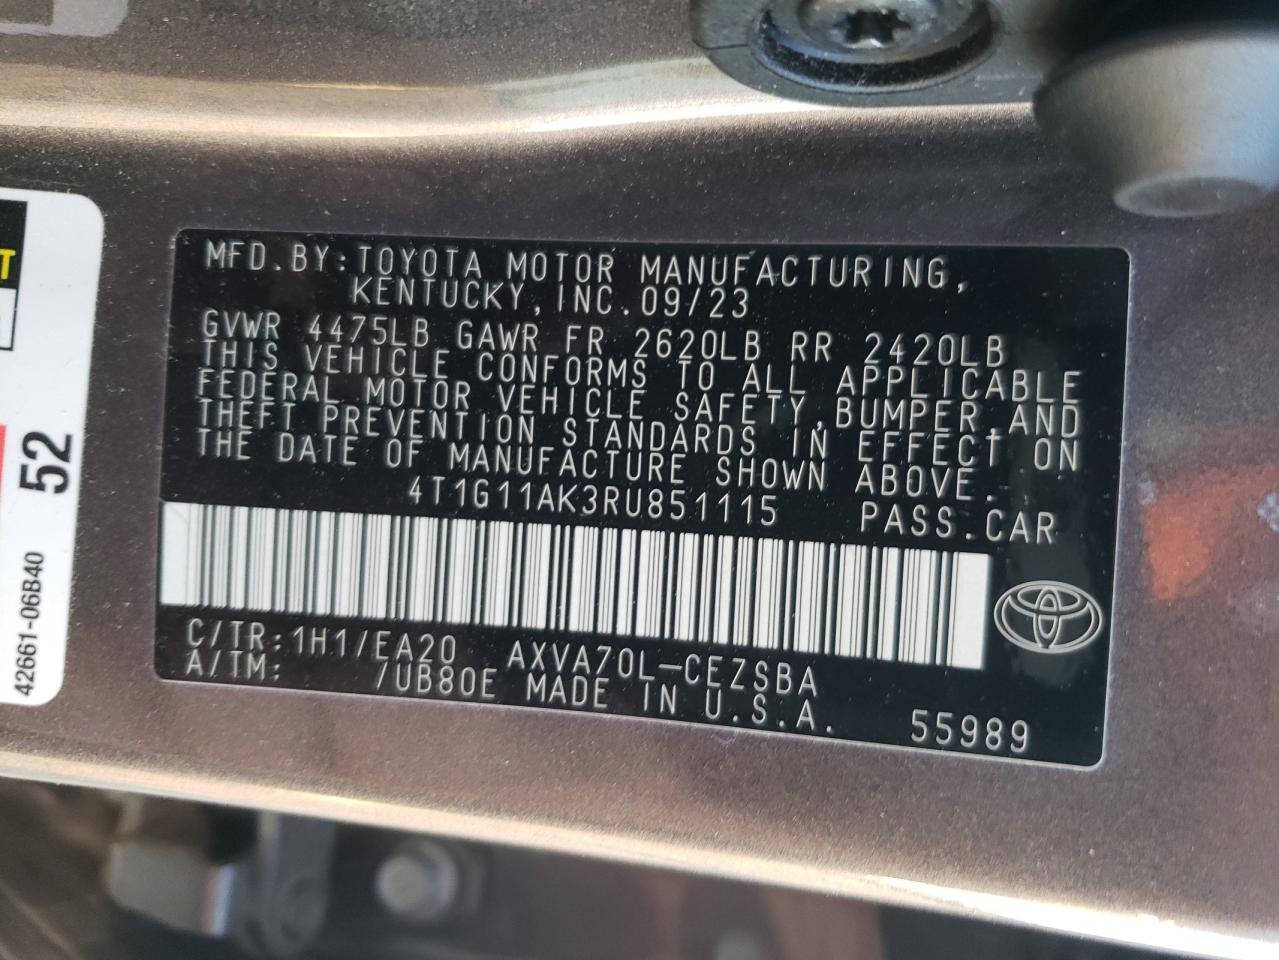 MFD.BY:TOYOTA MOTOR MANUFACTURING,
KENTUCKY,INC.09/23
GVWR 4475LB GAWR FR 2620LB RR 2420LB
THIS VEHICLE CONFORMS TO ALL APPLICABLE
FEDERAL MOTOR VEHICLE SAFETY,BUMPER,AND
THEFT PREVENTION STANDARDS IN EFFECT ON
THE DATE OF MANUFACTURE SHOWN ABOVE.
4T1G11AK3RU851115 PASS.CAR
C/TR:1H1/EA20 AXVA70L-CEZSBA
A/TM: /UB80E MADE IN U.S.A. 55989
52
42661-06B40